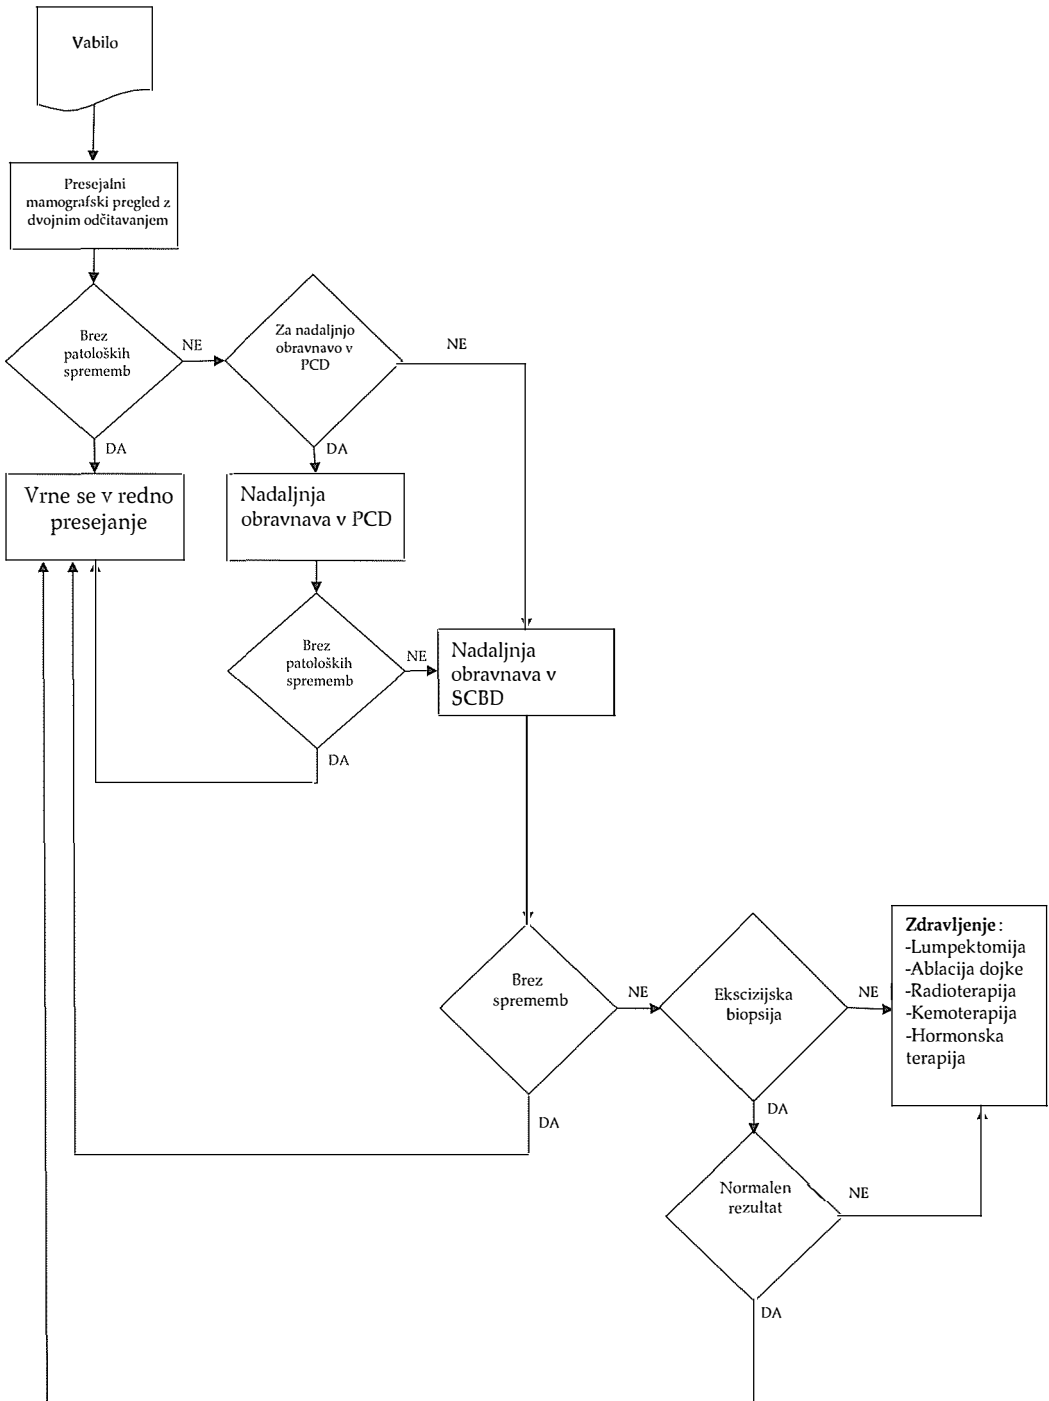 Vabilo
Presejalni
mamografski pregled z
dvojnim odčitavanjem
Brez
patoloških
sprememb
NE
Za nadaljnjo
obravnavo v
PCD
NE
DA
DA
Vrne se v redno
presejanje
Nadaljnja
obravnava v PCD
Brez
patoloških
sprememb
NE
Nadaljnja
obravnava v
SCBD
DA
Brez
sprememb
NE
Ekscizijska
biopsija
NE
Zdravljenje:
-Lumpektomija
-Ablacija dojke
-Radioterapija
-Kemoterapija
-Hormonska
terapija
DA
DA
Normalen
rezultat
NE
DA